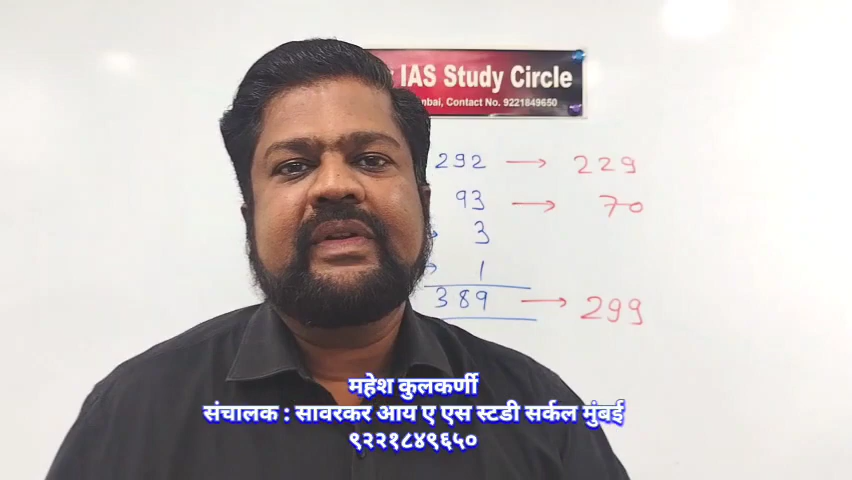 IAS Study Circle
Contact No. 9221849650
292 → 229
93 → 70
3
1
389 → 299
महेश कुलकर्णी
संचालक : सावरकर आय ए एस स्टडी सर्कल मुंबई
९२२१८४९६५०